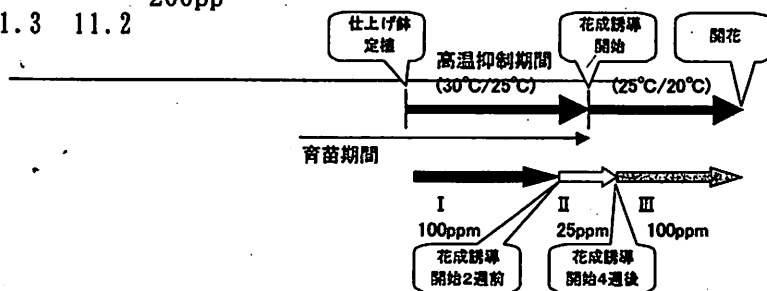 200pp
1.3 11.2
仕上げ鉢
定植
花成誘導
開始
開花
高温抑制期間
(30℃/25℃)
(25℃/20℃)
育苗期間
I
II
III
100ppm
25ppm
100ppm
花成誘導
開始2週前
花成誘導
開始4週後